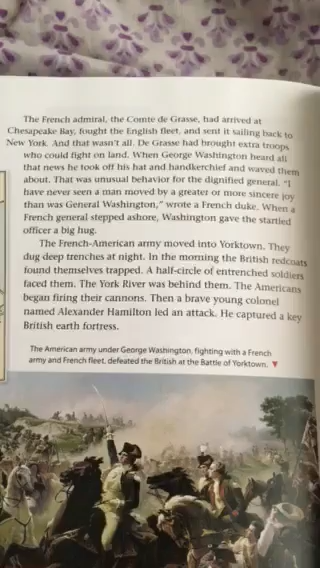 The French admiral, the Comte de Grasse, had arrived at
Chesapeake Bay, fought the English fleet, and sent it sailing back to
New York. And that wasn't all. De Grasse had brought extra troops
who could fight on land. When George Washington heard all
that news he took off his hat and handkerchief and waved them
about. That was unusual behavior for the dignified general. "I
have never seen a man moved by a greater or more sincere joy
than was General Washington," wrote a French duke. When a
French general stepped ashore, Washington gave the startled
officer a big hug.
The French-American army moved into Yorktown. They
dug deep trenches at night. In the morning the British redcoats
found themselves trapped. A half-circle of entrenched soldiers
faced them. The York River was behind them. The Americans
began firing their cannons. Then a brave young colonel
named Alexander Hamilton led an attack. He captured a key
British earth fortress.
The American army under George Washington, fighting with a French
army and French fleet, defeated the British at the Battle of Yorktown. ▼